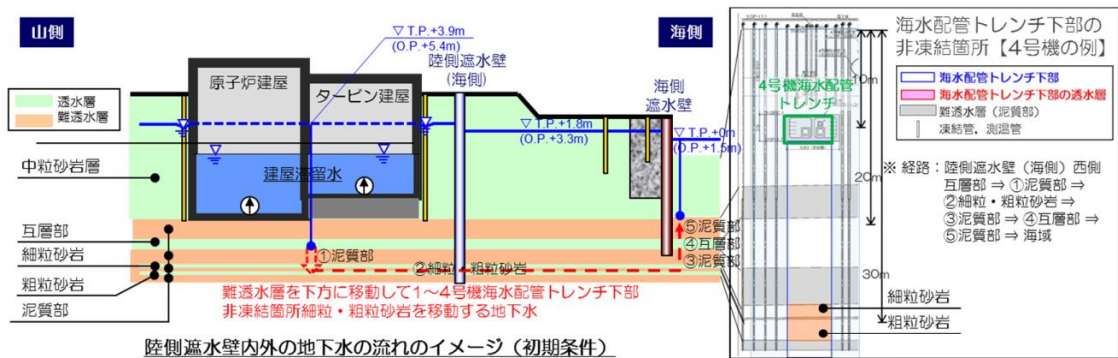 山側
▽T.P.+3.9m
(O.P.+5.4m)
陸側遮水壁
(海側)
海側
原子炉建屋
タービン建屋
海側
遮水壁
透水層
難透水層
▽T.P.+1.8m
(O.P.+3.3m)
▽T.P.+0m
(O.P.+1.5m)
中粒砂岩層
建屋滞留水
互層部
細粒砂岩
粗粒砂岩
泥質部
①泥質部
②細粒・粗粒砂岩
⑤泥質部
④互層部
③泥質部
難透水層を下方に移動して1~4号機海水配管トレンチ下部
非凍結箇所細粒・粗粒砂岩を移動する地下水
陸側遮水壁内外の地下水の流れのイメージ(初期条件)
海水配管トレンチ下部の
非凍結箇所【4号機の例】
10m
20m
30m
4号機海水配管
トレンチ
海水配管トレンチ下部
海水配管トレンチ下部の透水層
難透水層(泥質部)
凍結管,測温管
※ 経路:陸側遮水壁(海側)西側
互層部 ⇒ ①泥質部 ⇒
②細粒・粗粒砂岩⇒
③泥質部 ⇒ ④互層部 ⇒
⑤泥質部 ⇒ 海域
細粒砂岩
粗粒砂岩